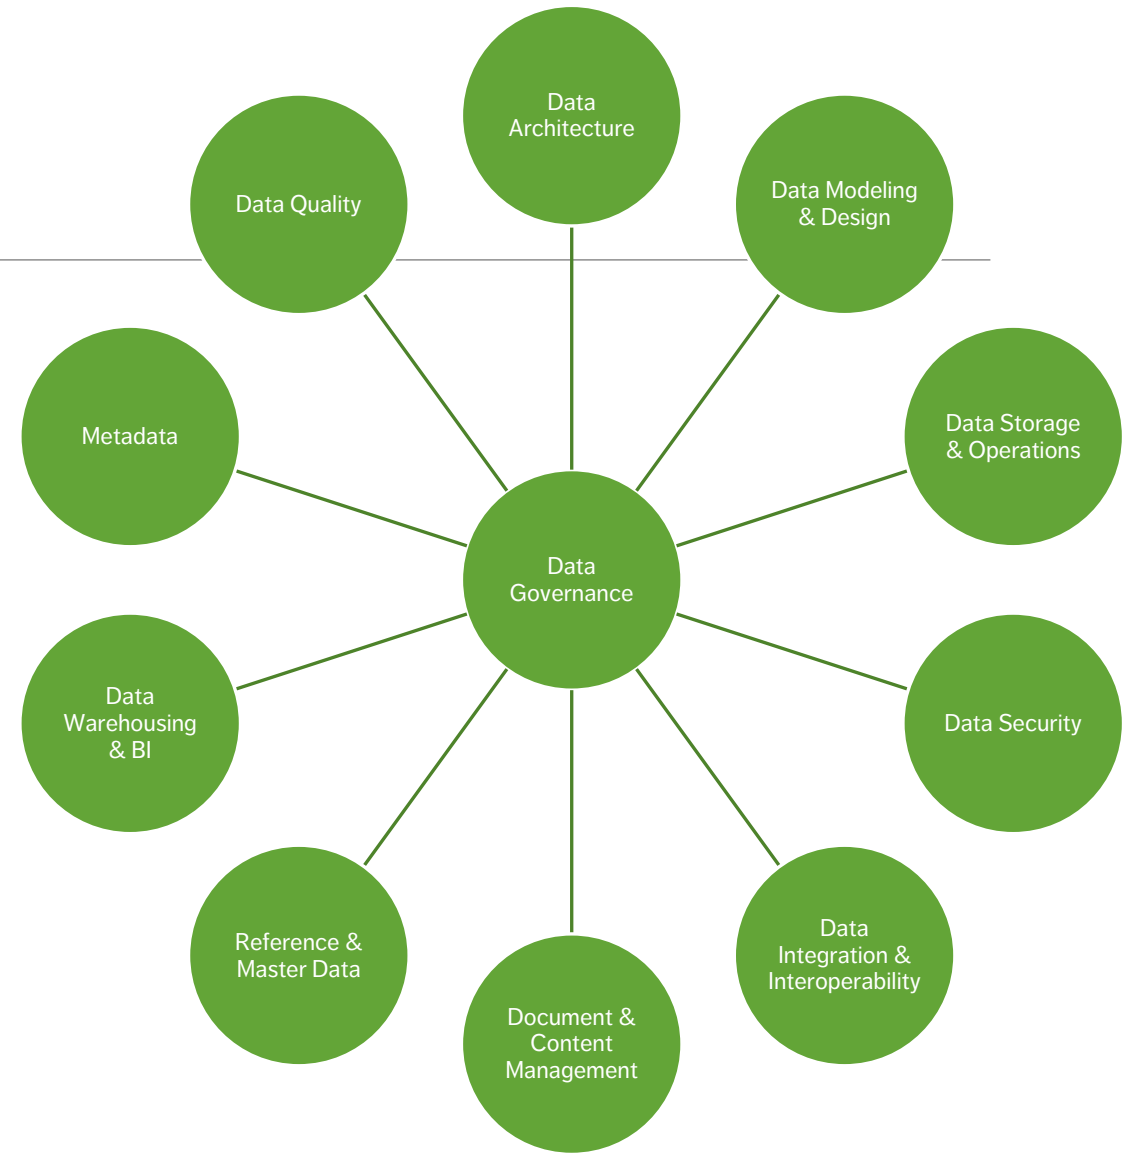 Data
Architecture
Data Modeling
& Design
Data Quality
Data Storage
& Operations
Metadata
Data
Governance
Data Security
Data
Warehousing
& BI
Data
Integration &
Interoperability
Reference &
Master Data
Document &
Content
Management